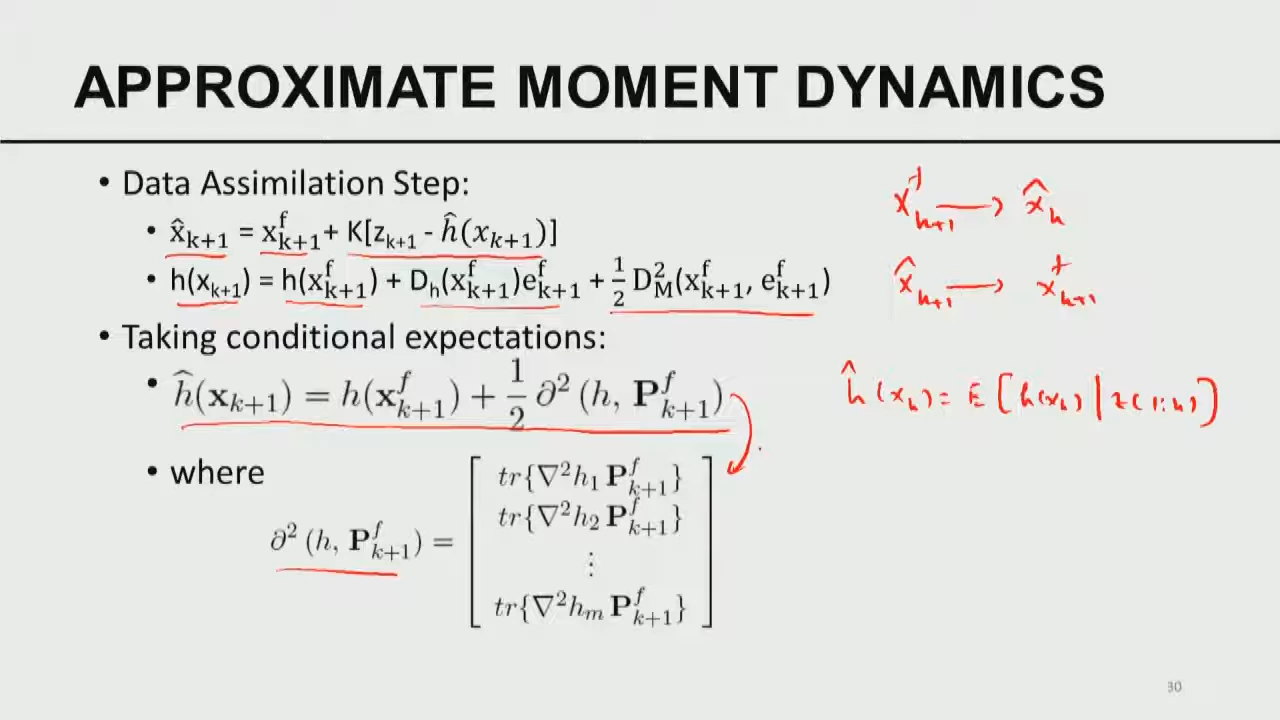 APPROXIMATE MOMENT DYNAMICS
• Data Assimilation Step:
• x̂ₖ₊₁ = xᶠₖ₊₁ + K[zₖ₊₁ - ĥ(xₖ₊₁)]
• h(xₖ₊₁) = h(xᶠₖ₊₁) + Dₕ(xᶠₖ₊₁)eᶠₖ₊₁ + ½ D²_M(xᶠₖ₊₁, eᶠₖ₊₁)
• Taking conditional expectations:
• ĥ(𝐱ₖ₊₁) = h(𝐱ᶠₖ₊₁) + ½ ∂² (h, 𝐏ᶠₖ₊₁)
• where
∂² (h, 𝐏ᶠₖ₊₁) =
tr{∇²h₁ 𝐏ᶠₖ₊₁}
tr{∇²h₂ 𝐏ᶠₖ₊₁}
⋮
tr{∇²hₘ 𝐏ᶠₖ₊₁}
xᶠₖ₊₁ → x̂ₖ
x̂ₖ₊₁ → xᶠₖ₊₁
ĥ(xₖ) = E[h(xₖ) | z(1:k)]
30